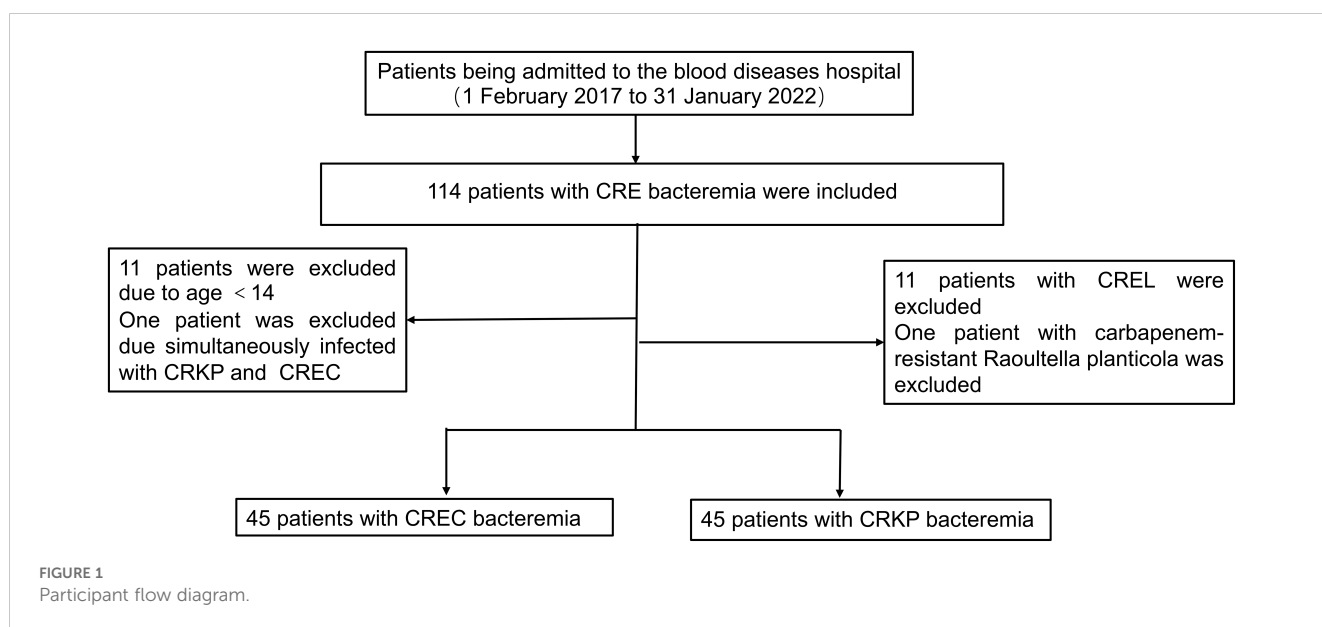 Patients being admitted to the blood diseases hospital
（1 February 2017 to 31 January 2022）
114 patients with CRE bacteremia were included
11 patients were excluded
due to age < 14
One patient was excluded
due simultaneously infected
with CRKP and CREC
11 patients with CREL were
excluded
One patient with carbapenem-
resistant Raoultella planticola was
excluded
45 patients with CREC bacteremia
45 patients with CRKP bacteremia
FIGURE 1
Participant flow diagram.